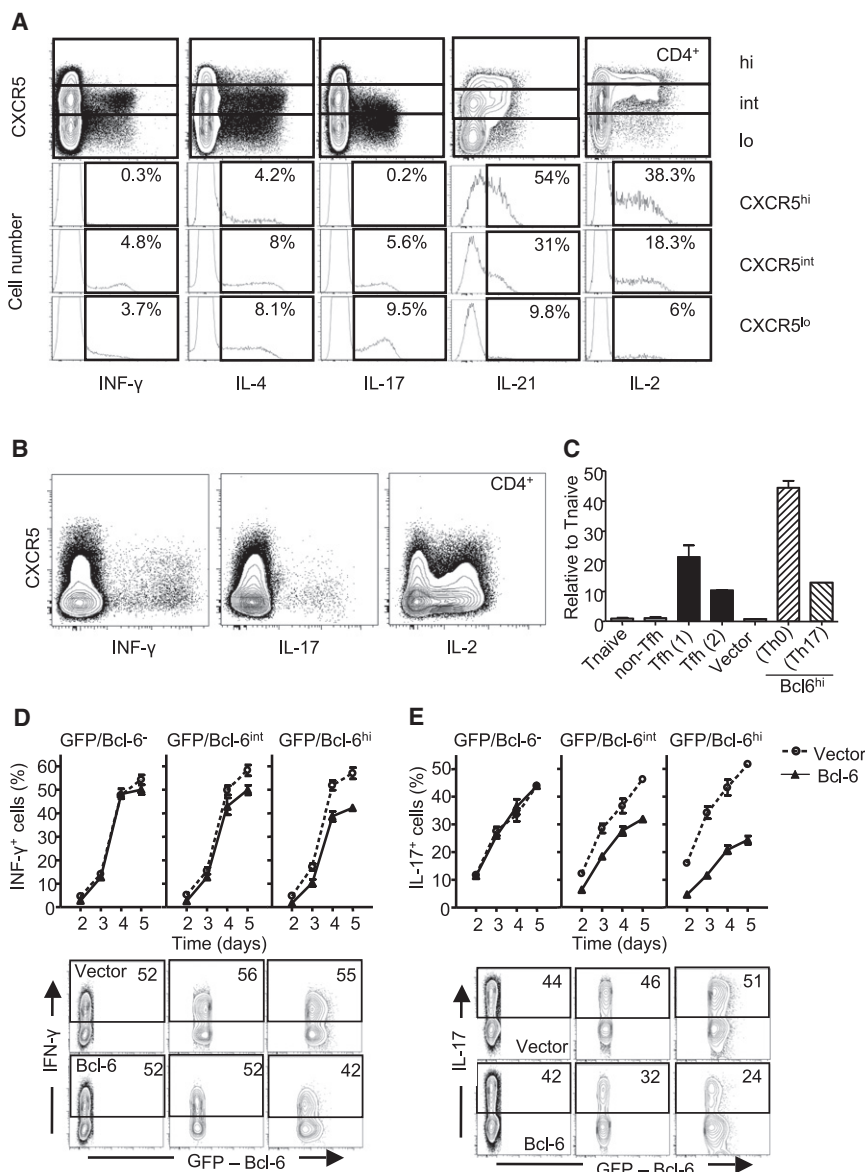 A
CD4+
hi
int
lo
CXCR5
0.3%
4.2%
0.2%
54%
38.3%
CXCR5hi
4.8%
8%
5.6%
31%
18.3%
CXCR5int
3.7%
8.1%
9.5%
9.8%
6%
CXCR5lo
Cell number
INF-γ
IL-4
IL-17
IL-21
IL-2
B
CD4+
CXCR5
INF-γ
IL-17
IL-2
C
Relative to Tnaive
50
40
30
20
10
0
Tnaive
non-Tfh
Tfh (1)
Tfh (2)
Vector
(Th0)
(Th17)
Bcl6hi
D
GFP/Bcl-6-
GFP/Bcl-6int
GFP/Bcl-6hi
INF-γ+ cells (%)
60
50
40
30
20
10
0
2 3 4 5
2 3 4 5
2 3 4 5
Time (days)
Vector
52
56
55
Bcl-6
52
52
42
IFN-γ
GFP – Bcl-6
E
GFP/Bcl-6-
GFP/Bcl-6int
GFP/Bcl-6hi
Vector
Bcl-6
IL-17+ cells (%)
50
40
30
20
10
0
2 3 4 5
2 3 4 5
2 3 4 5
Time (days)
44
46
51
Vector
42
32
24
Bcl-6
IL-17
GFP – Bcl-6